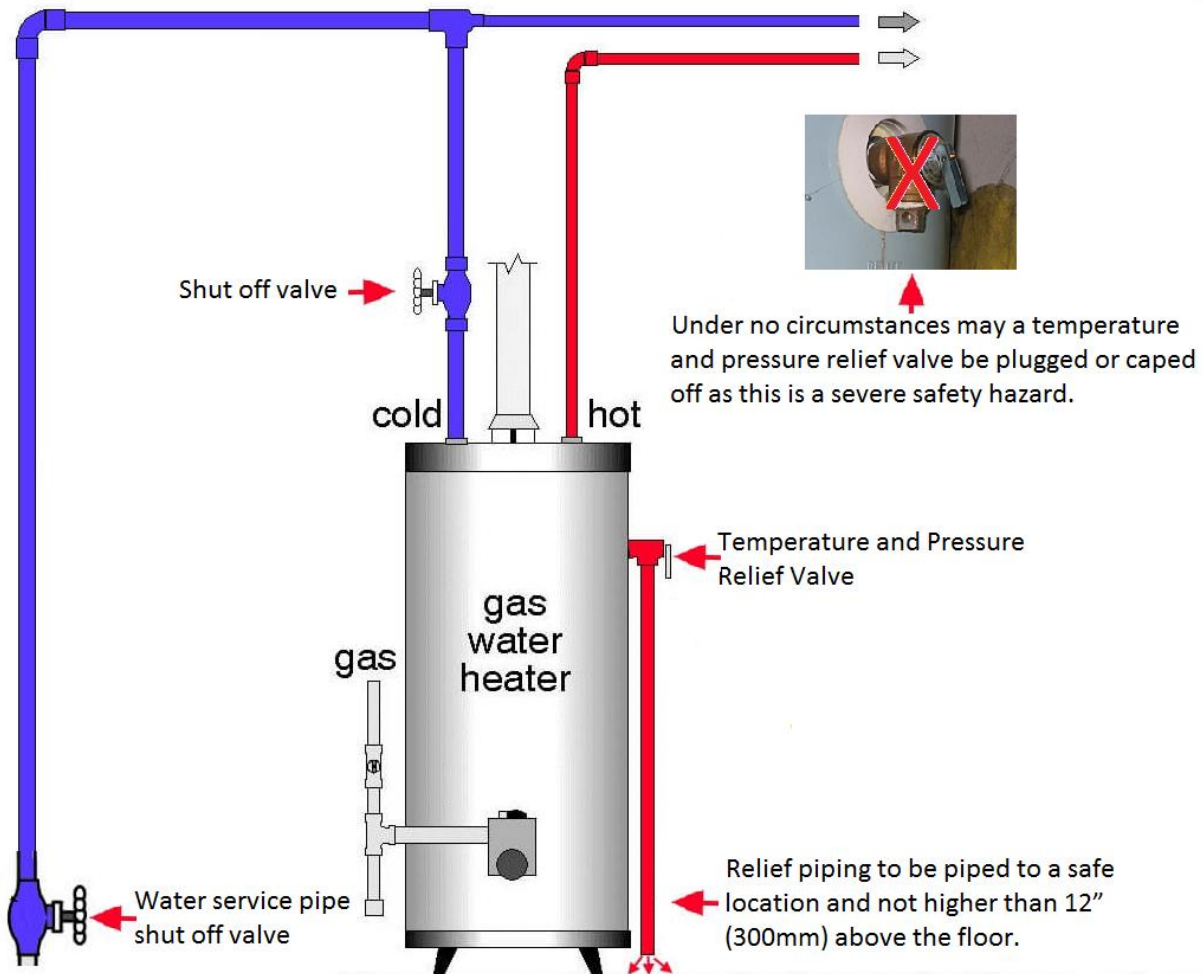 Shut off valve
Under no circumstances may a temperature
and pressure relief valve be plugged or caped
off as this is a severe safety hazard.
cold
hot
Temperature and Pressure
Relief Valve
gas
water
heater
gas
Relief piping to be piped to a safe
location and not higher than 12”
(300mm) above the floor.
Water service pipe
shut off valve